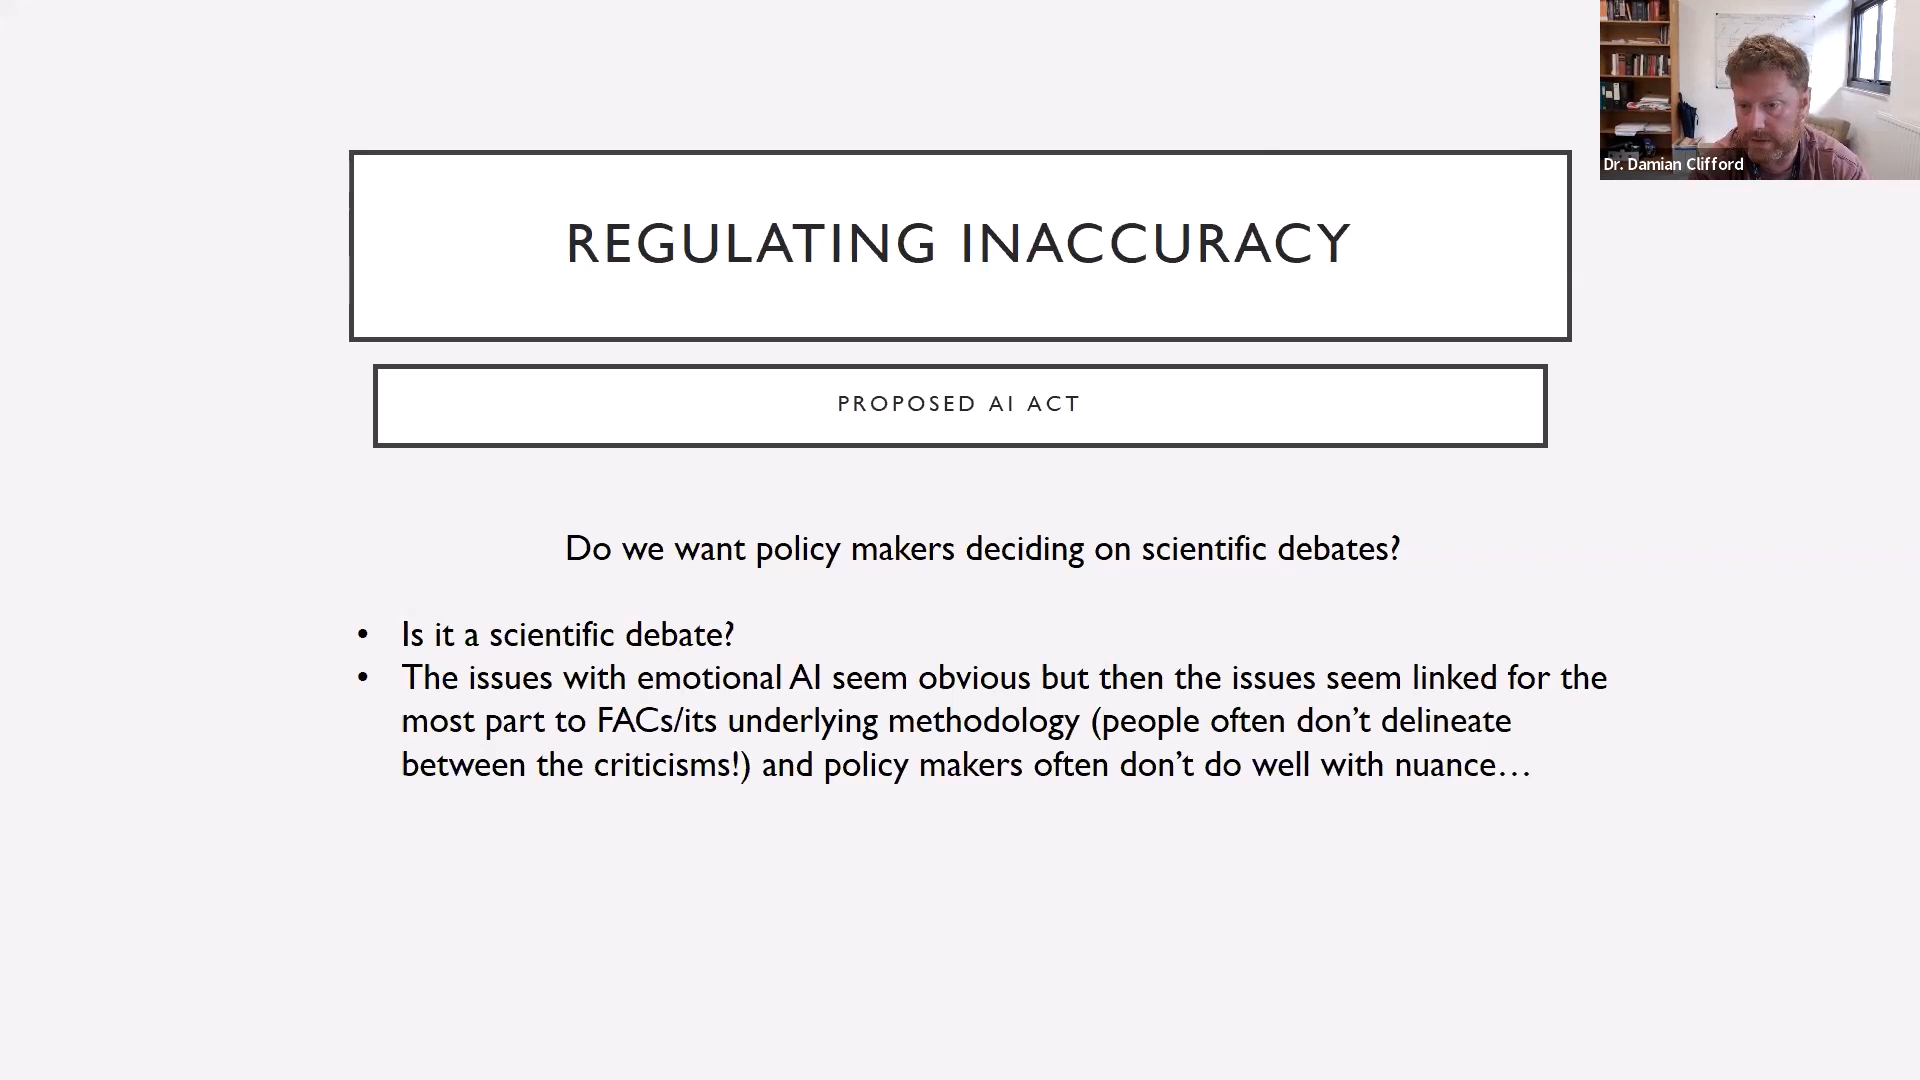 REGULATING INACCURACY
PROPOSED AI ACT
Do we want policy makers deciding on scientific debates?
• Is it a scientific debate?
• The issues with emotional AI seem obvious but then the issues seem linked for the
most part to FACs/its underlying methodology (people often don’t delineate
between the criticisms!) and policy makers often don’t do well with nuance…
Dr. Damian Clifford